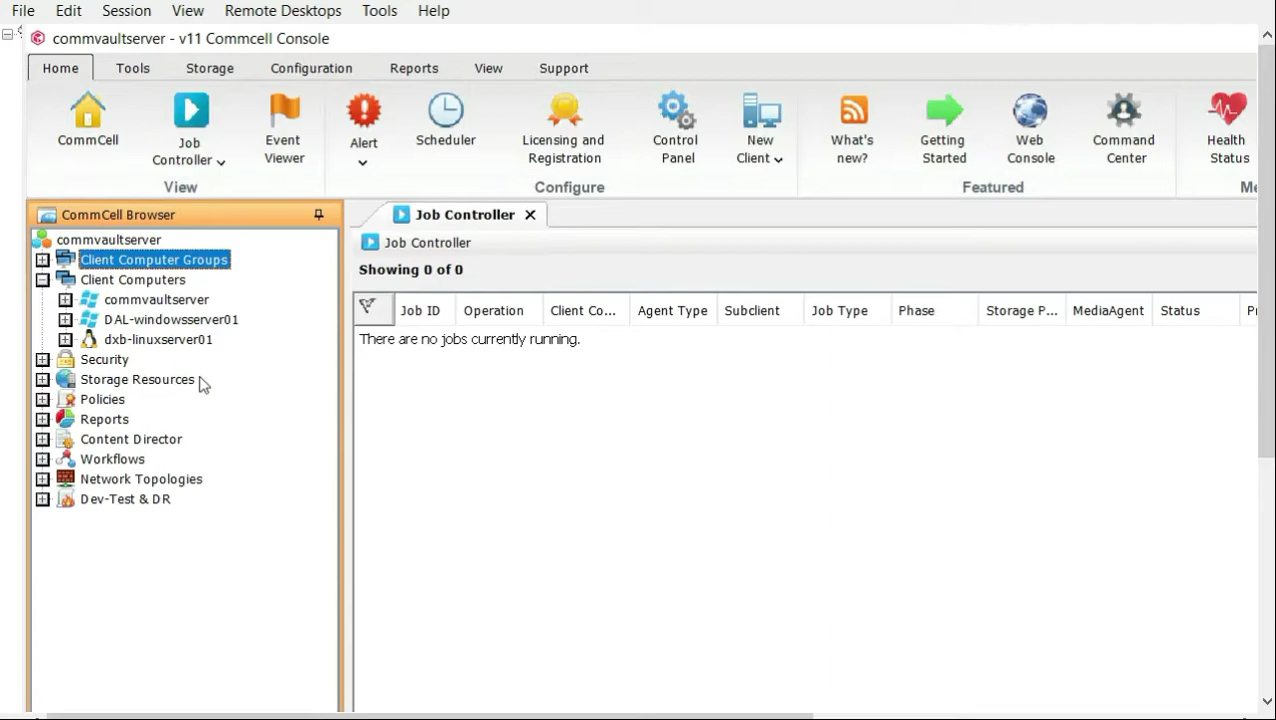 File Edit Session View Remote Desktops Tools Help
commvaultserver - v11 Commcell Console
Home Tools Storage Configuration Reports View Support
CommCell
Job Controller
Event Viewer
Alert
Scheduler
Licensing and Registration
Control Panel
New Client
What's new?
Getting Started
Web Console
Command Center
Health Status
View Configure Featured Me
CommCell Browser
commvaultserver
Client Computer Groups
Client Computers
commvaultserver
DAL-windowsserver01
dxb-linuxserver01
Security
Storage Resources
Policies
Reports
Content Director
Workflows
Network Topologies
Dev-Test & DR
Job Controller
Job Controller
Showing 0 of 0
Job ID Operation Client Co... Agent Type Subclient Job Type Phase Storage P... MediaAgent Status Pr
There are no jobs currently running.